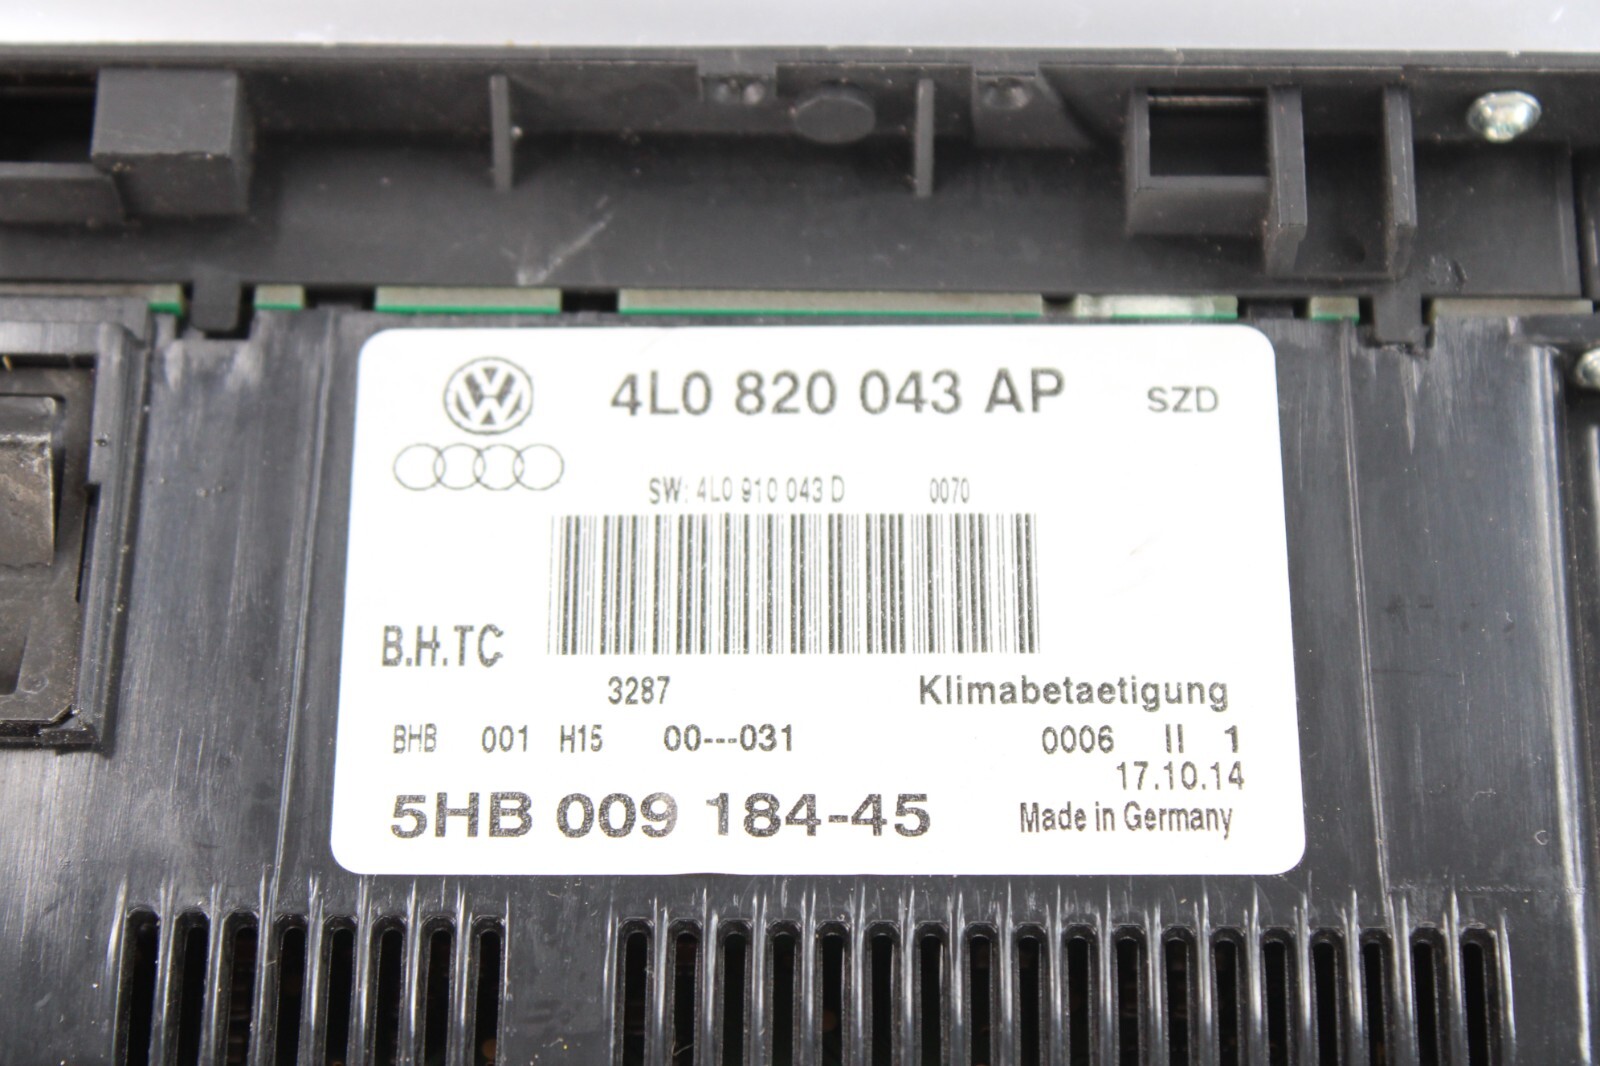 4L0 820 043 AP SZD
SW: 4L0 910 043 D 0070
B.H.TC
3287 Klimabetaetigung
BHB 001 H15 00---031 0006 II 1
17.10.14
5HB 009 184-45 Made in Germany